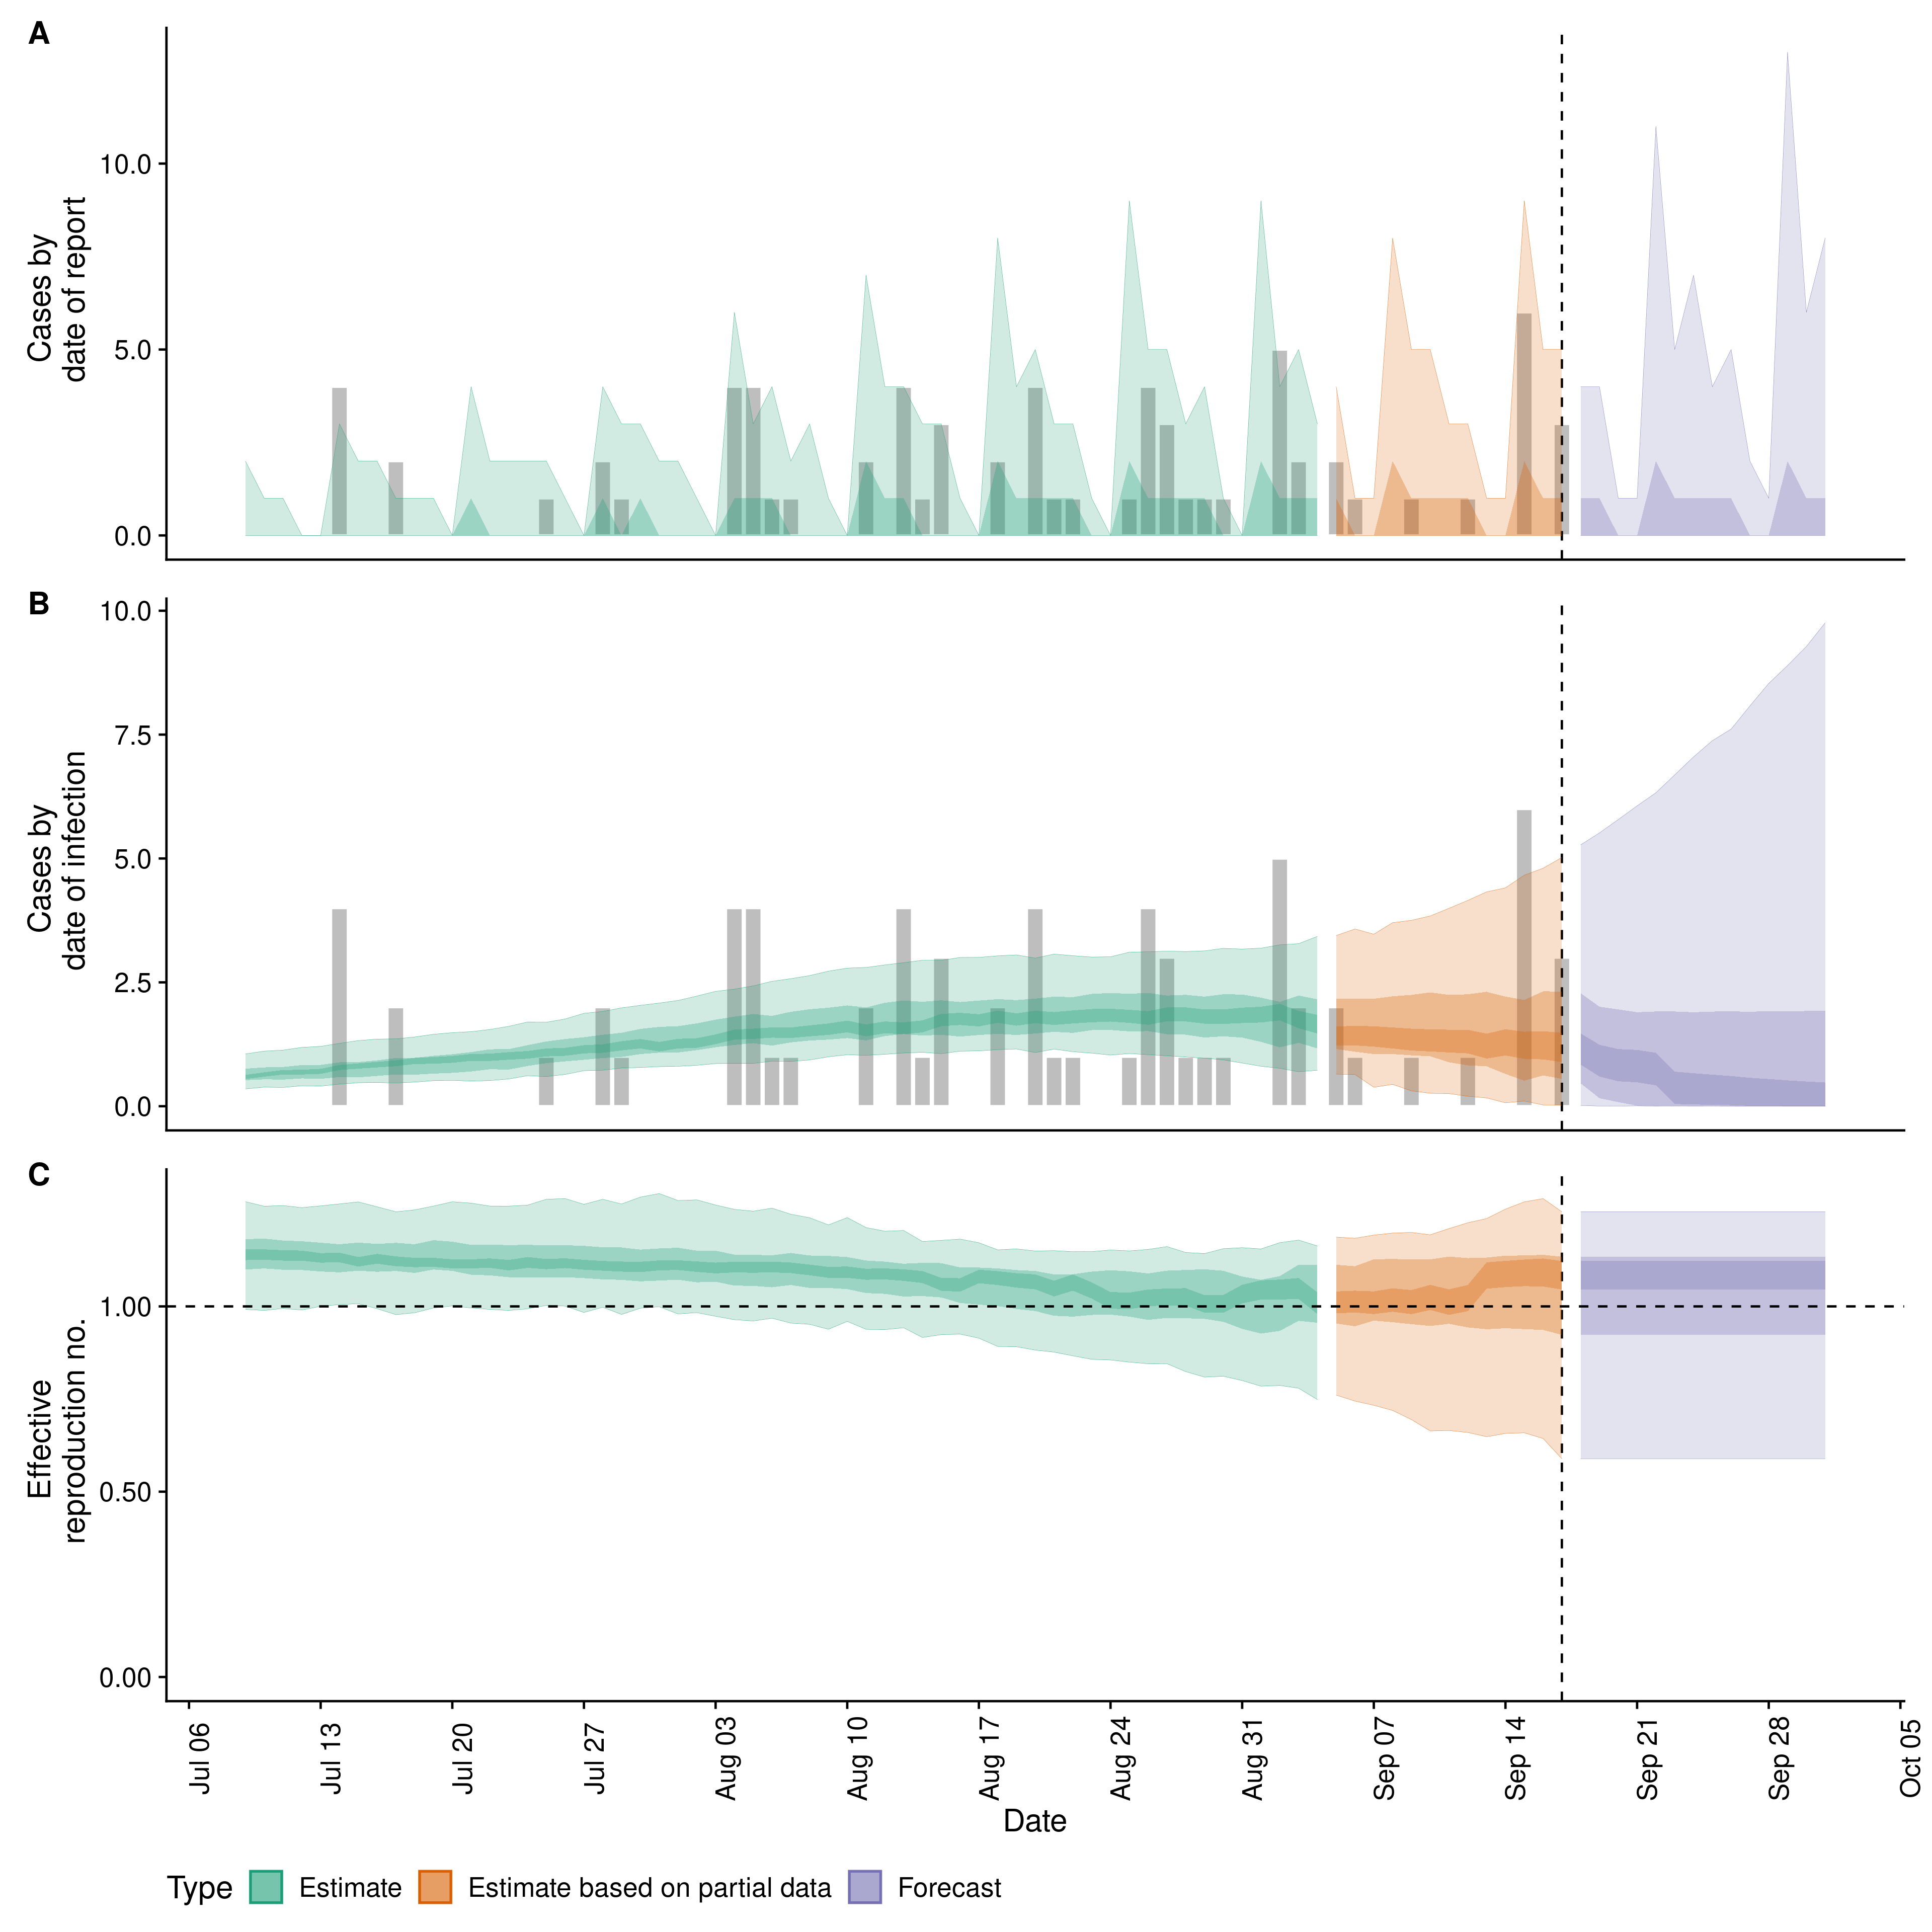 A
Cases by
date of report
10.0
5.0
0.0
B
Cases by
date of infection
10.0
7.5
5.0
2.5
0.0
C
Effective
reproduction no.
1.00
0.50
0.00
Jul 06
Jul 13
Jul 20
Jul 27
Aug 03
Aug 10
Aug 17
Aug 24
Aug 31
Sep 07
Sep 14
Sep 21
Sep 28
Oct 05
Date
Type Estimate Estimate based on partial data Forecast